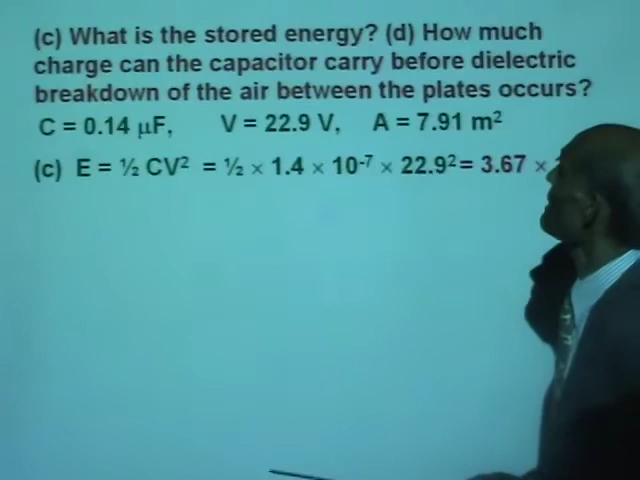 (c) What is the stored energy? (d) How much
charge can the capacitor carry before dielectric
breakdown of the air between the plates occurs?
C = 0.14 μF, V = 22.9 V, A = 7.91 m²
(c) E = ½ CV² = ½ × 1.4 × 10⁻⁷ × 22.9² = 3.67 ×